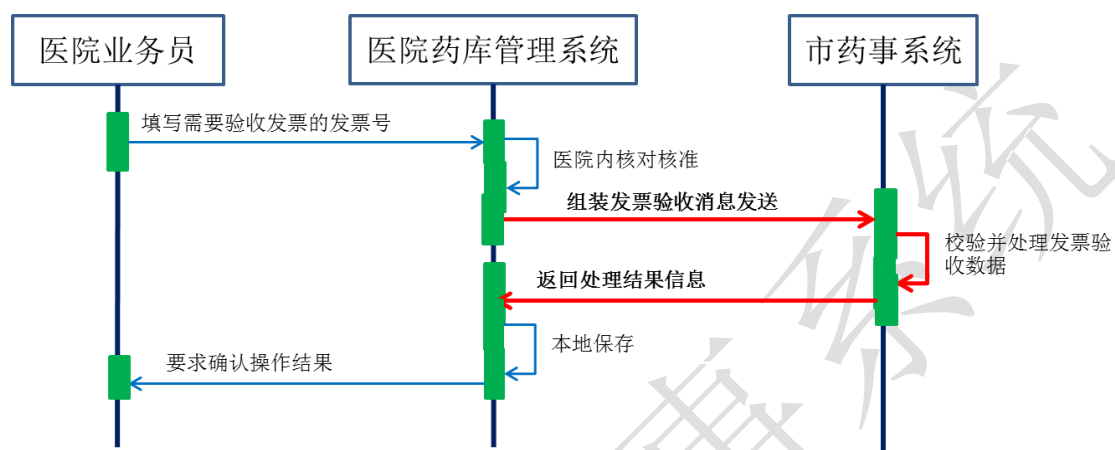 医院业务员
医院药库管理系统
市药事系统
填写需要验收发票的发票号
医院内核对核准
组装发票验收消息发送
校验并处理发票验
收数据
返回处理结果信息
本地保存
要求确认操作结果
事系统